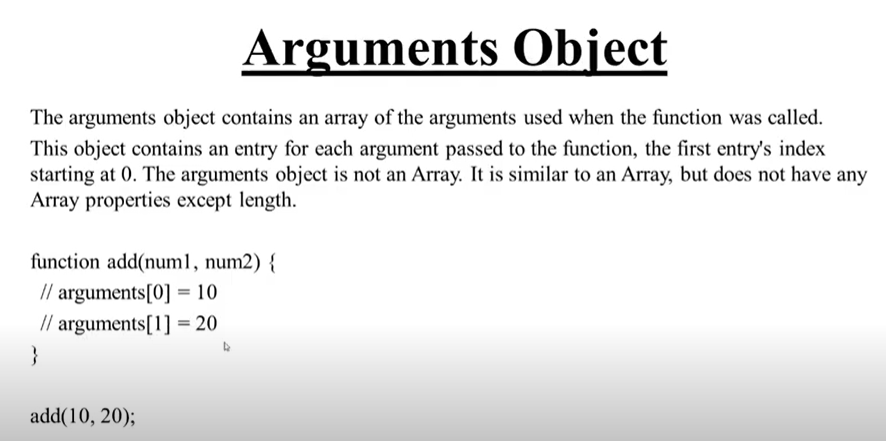 Arguments Object
The arguments object contains an array of the arguments used when the function was called.
This object contains an entry for each argument passed to the function, the first entry's index
starting at 0. The arguments object is not an Array. It is similar to an Array, but does not have any
Array properties except length.
function add(num1, num2) {
// arguments[0] = 10
// arguments[1] = 20
}
add(10, 20);